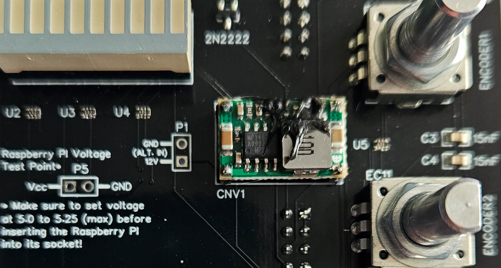 2N2222
ENCODER1
U2
U3
U4
P1
GND
(ALT. IN)
12V
100
U5
C3
C4
Raspberry Pi Voltage
Test Point
P5
Vcc
GND
CNV1
EC11
ENCODER2
Make sure to set voltage
at 5.0 to 5.25 (max) before
inserting the Raspberry Pi
into its socket!